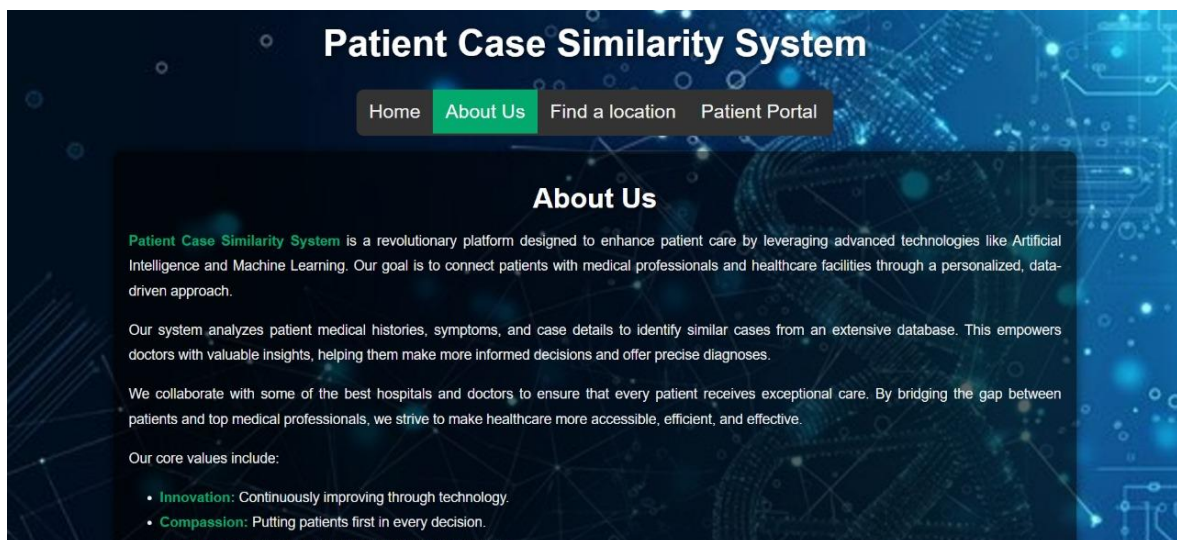 Patient Case Similarity System
Home About Us Find a location Patient Portal
About Us
Patient Case Similarity System is a revolutionary platform designed to enhance patient care by leveraging advanced technologies like Artificial
Intelligence and Machine Learning. Our goal is to connect patients with medical professionals and healthcare facilities through a personalized, data-
driven approach.
Our system analyzes patient medical histories, symptoms, and case details to identify similar cases from an extensive database. This empowers
doctors with valuable insights, helping them make more informed decisions and offer precise diagnoses.
We collaborate with some of the best hospitals and doctors to ensure that every patient receives exceptional care. By bridging the gap between
patients and top medical professionals, we strive to make healthcare more accessible, efficient, and effective.
Our core values include:
• Innovation: Continuously improving through technology.
• Compassion: Putting patients first in every decision.